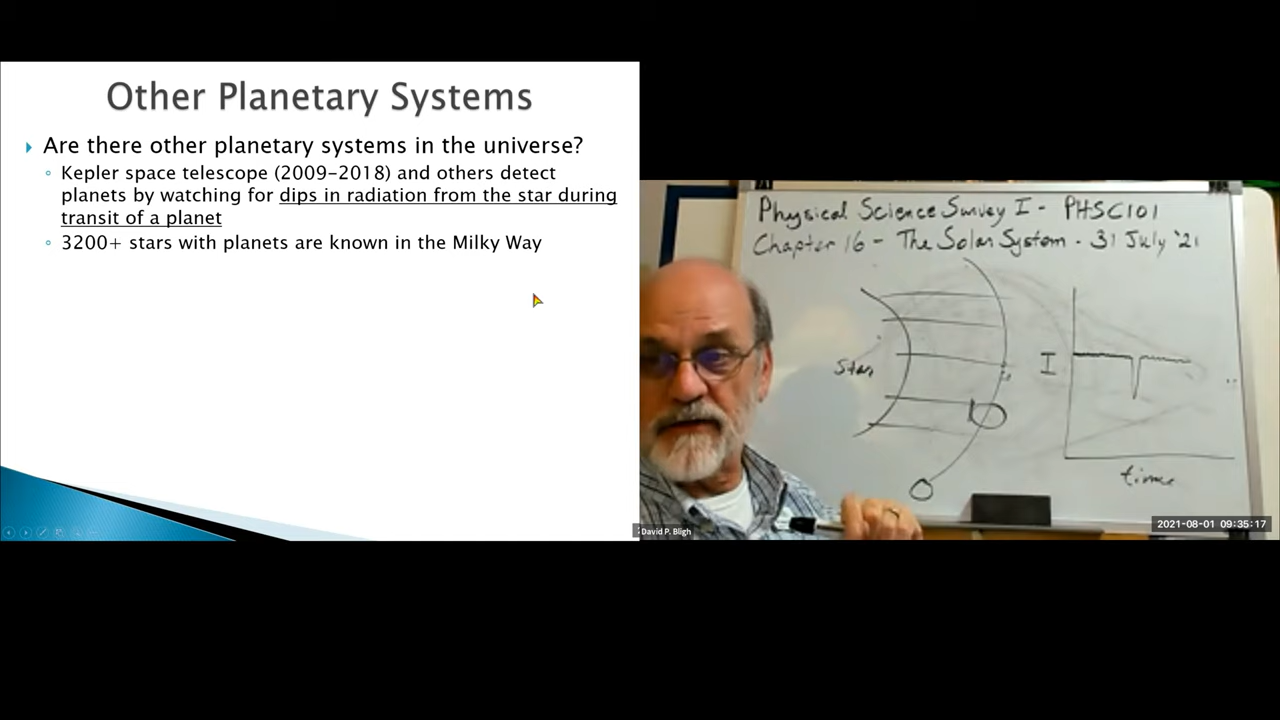 Other Planetary Systems
Are there other planetary systems in the universe?
Kepler space telescope (2009-2018) and others detect
planets by watching for dips in radiation from the star during
transit of a planet
3200+ stars with planets are known in the Milky Way
Physical Science Survey I - PHSC101
Chapter 16 - The Solar System - 31 July '21
Star
I
time
David P. Bligh
2021-08-01 09:35:17